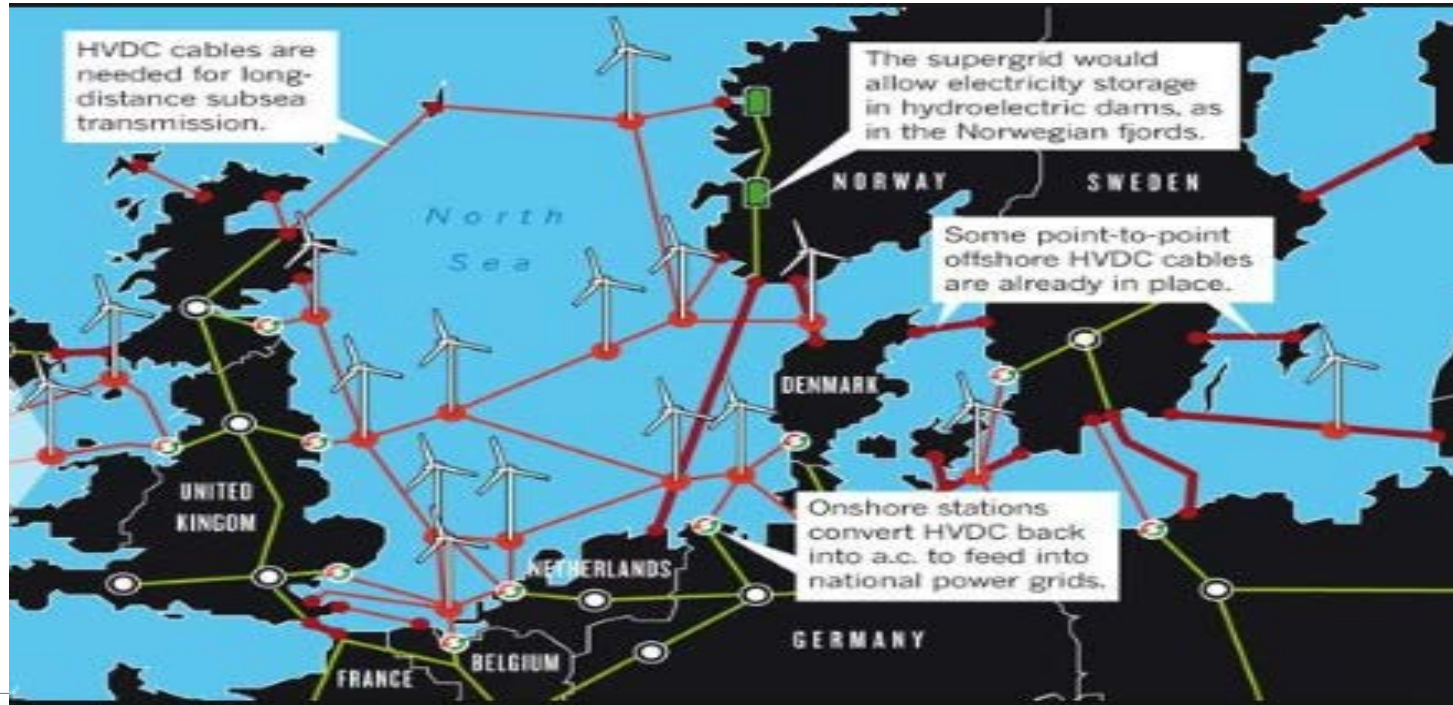 HVDC cables are
needed for long-
distance subsea
transmission.
The supergrid would
allow electricity storage
in hydroelectric dams, as
in the Norwegian fjords.
NORWAY
SWEDEN
North
Sea
Some point-to-point
offshore HVDC cables
are already in place.
DENMARK
UNITED
KINGOM
Onshore stations
convert HVDC back
into a.c. to feed into
national power grids.
NETHERLANDS
GERMANY
BELGIUM
FRANCE